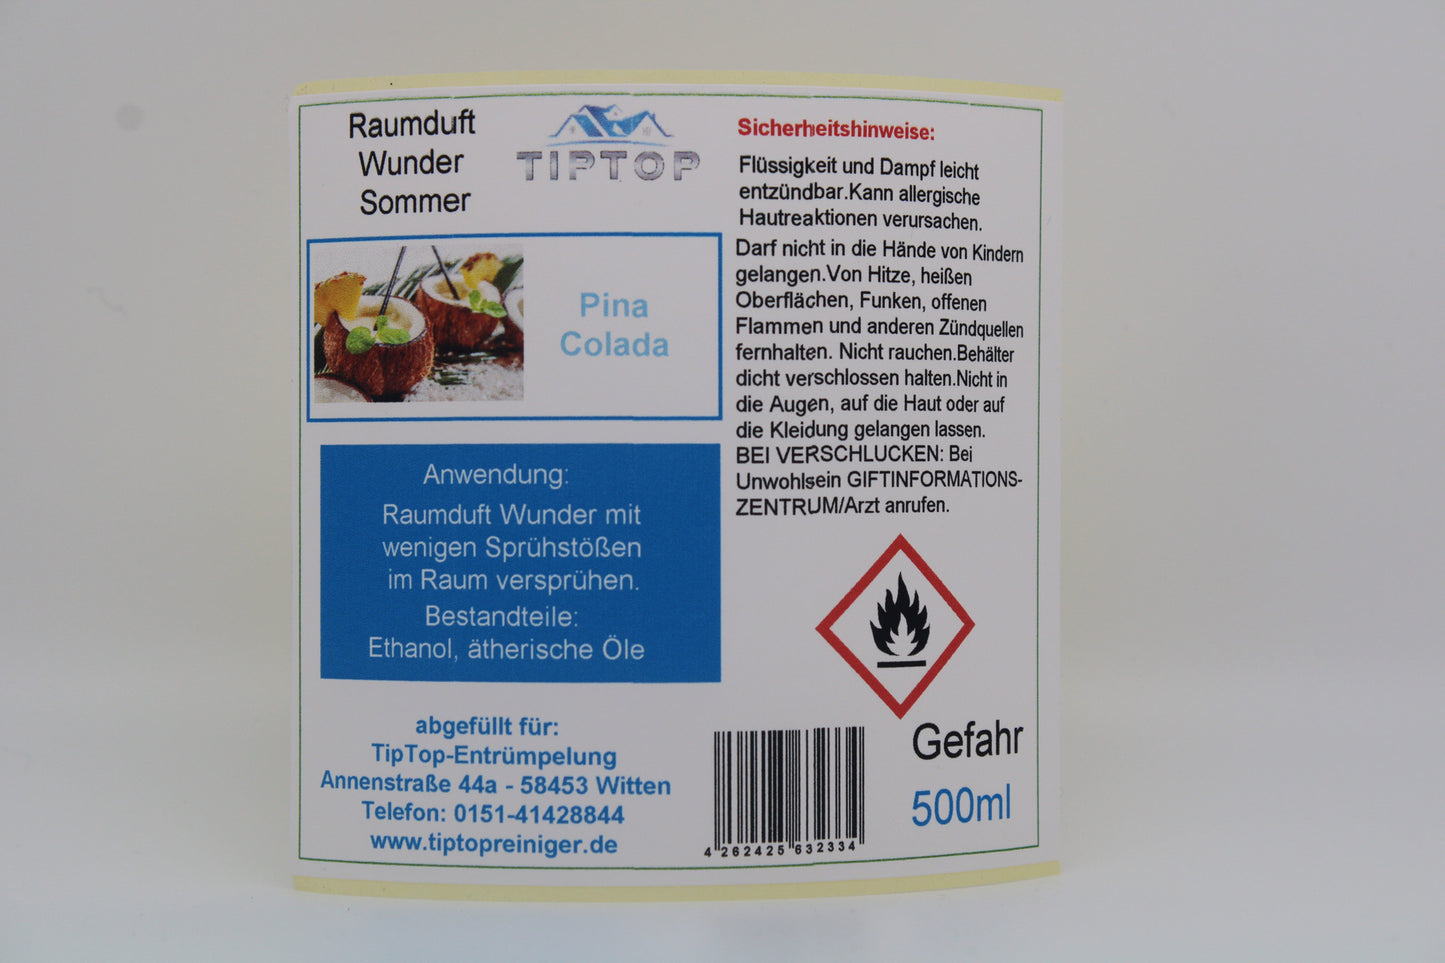 Raumduft
Wunder
Sommer
TIPTOP
Pina
Colada
Anwendung:
Raumduft Wunder mit
wenigen Sprühstößen
im Raum versprühen.
Bestandteile:
Ethanol, ätherische Öle
abgefüllt für:
TipTop-Entrümpelung
Annenstraße 44a - 58453 Witten
Telefon: 0151-41428844
www.tiptopreiniger.de
Sicherheitshinweise:
Flüssigkeit und Dampf leicht
entzündbar.Kann allergische
Hautreaktionen verursachen.
Darf nicht in die Hände von Kindern
gelangen.Von Hitze, heißen
Oberflächen, Funken, offenen
Flammen und anderen Zündquellen
fernhalten. Nicht rauchen.Behälter
dicht verschlossen halten.Nicht in
die Augen, auf die Haut oder auf
die Kleidung gelangen lassen.
BEI VERSCHLUCKEN: Bei
Unwohlsein GIFTINFORMATIONS-
ZENTRUM/Arzt anrufen.
Gefahr
500ml
4 262425 632334